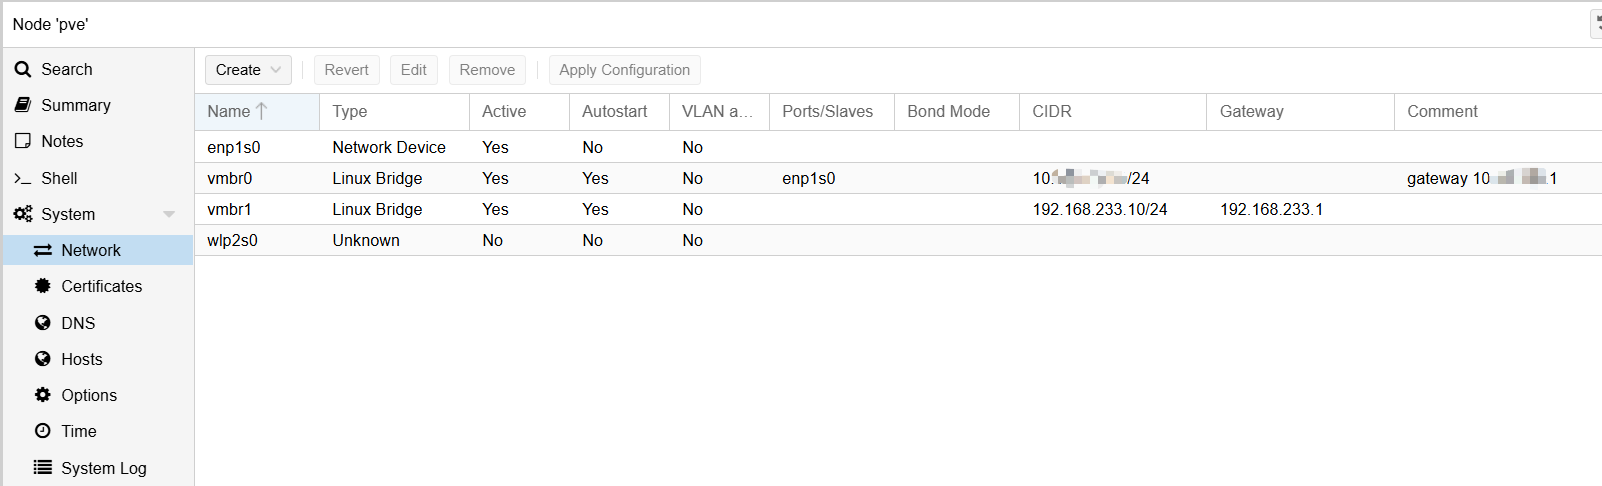 Node 'pve'
Search
Summary
Notes
Shell
System
Network
Certificates
DNS
Hosts
Options
Time
System Log
Create Revert Edit Remove Apply Configuration
Name Type Active Autostart VLAN a... Ports/Slaves Bond Mode CIDR Gateway Comment
enp1s0 Network Device Yes No No
vmbr0 Linux Bridge Yes Yes No enp1s0 10. /24 gateway 10 .1
vmbr1 Linux Bridge Yes Yes No 192.168.233.10/24 192.168.233.1
wlp2s0 Unknown No No No